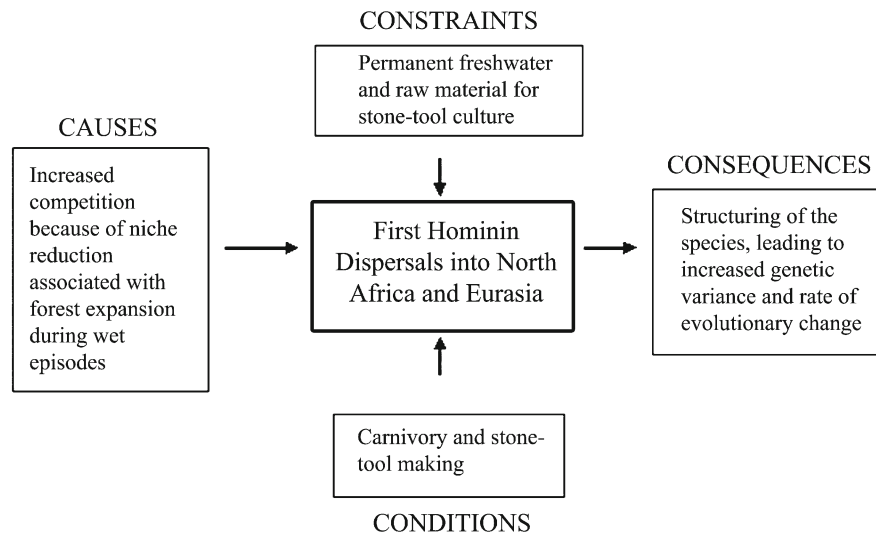 CONSTRAINTS
Permanent freshwater
and raw material for
stone-tool culture
CAUSES
Increased
competition
because of niche
reduction
associated with
forest expansion
during wet
episodes
First Hominin
Dispersals into North
Africa and Eurasia
CONSEQUENCES
Structuring of the
species, leading to
increased genetic
variance and rate of
evolutionary change
Carnivory and stone-
tool making
CONDITIONS